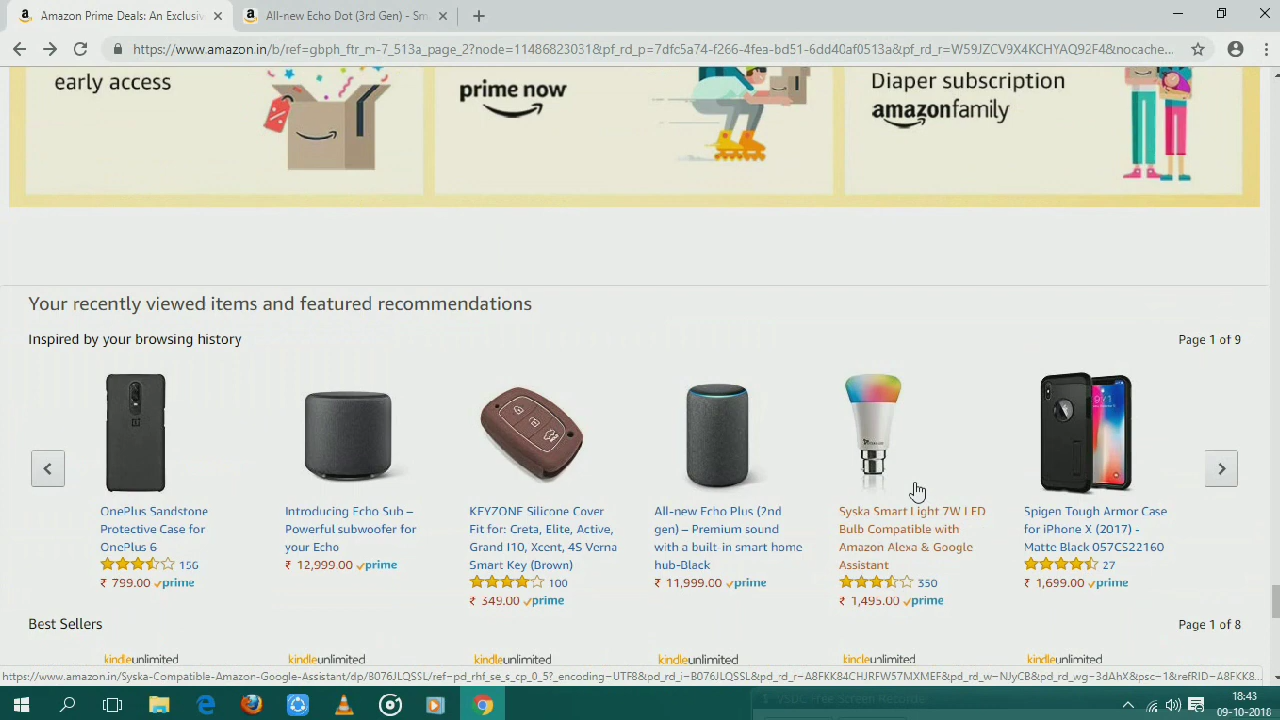 Amazon Prime Deals: An Exclusiv
All-new Echo Dot (3rd Gen) - Sm
https://www.amazon.in/b/ref=gbph_ftr_m-7_513a_page_2?node=11486823031&pf_rd_p=7dfc5a74-f266-4fea-bd51-6dd40af0513a&pf_rd_r=W59JZCV9X4KCHYAQ92F4&nocache...
early access
prime now
Diaper subscription
amazonfamily
Your recently viewed items and featured recommendations
Inspired by your browsing history
Page 1 of 9
OnePlus Sandstone
Protective Case for
OnePlus 6
156
₹ 799.00 prime
Introducing Echo Sub –
Powerful subwoofer for
your Echo
₹ 12,999.00 prime
KEYZONE Silicone Cover
Fit for: Creta, Elite, Active,
Grand I10, Xcent, 4S Verna
Smart Key (Brown)
100
₹ 349.00 prime
All-new Echo Plus (2nd
gen) – Premium sound
with a built-in smart home
hub-Black
₹ 11,999.00 prime
Syska Smart Light 7W LED
Bulb Compatible with
Amazon Alexa & Google
Assistant
350
₹ 1,495.00 prime
Spigen Tough Armor Case
for iPhone X (2017) -
Matte Black 057CS22160
27
₹ 1,699.00 prime
Best Sellers
Page 1 of 8
kindleunlimited
kindleunlimited
kindleunlimited
kindleunlimited
kindleunlimited
kindleunlimited
https://www.amazon.in/Syska-Compatible-Amazon-Google-Assistant/dp/B076JLQSSL/ref=pd_rhf_se_s_cp_0_5?_encoding=UTF8&pd_rd_i=B076JLQSSL&pd_rd_r=A8FKK84CHJRFW57MXMEF&pd_rd_w=NJyCB&pd_rd_wg=3dAhX&psc=1&refRID=A8FKK8...
VSDC Free Screen Recorder
18:43
09-10-2018